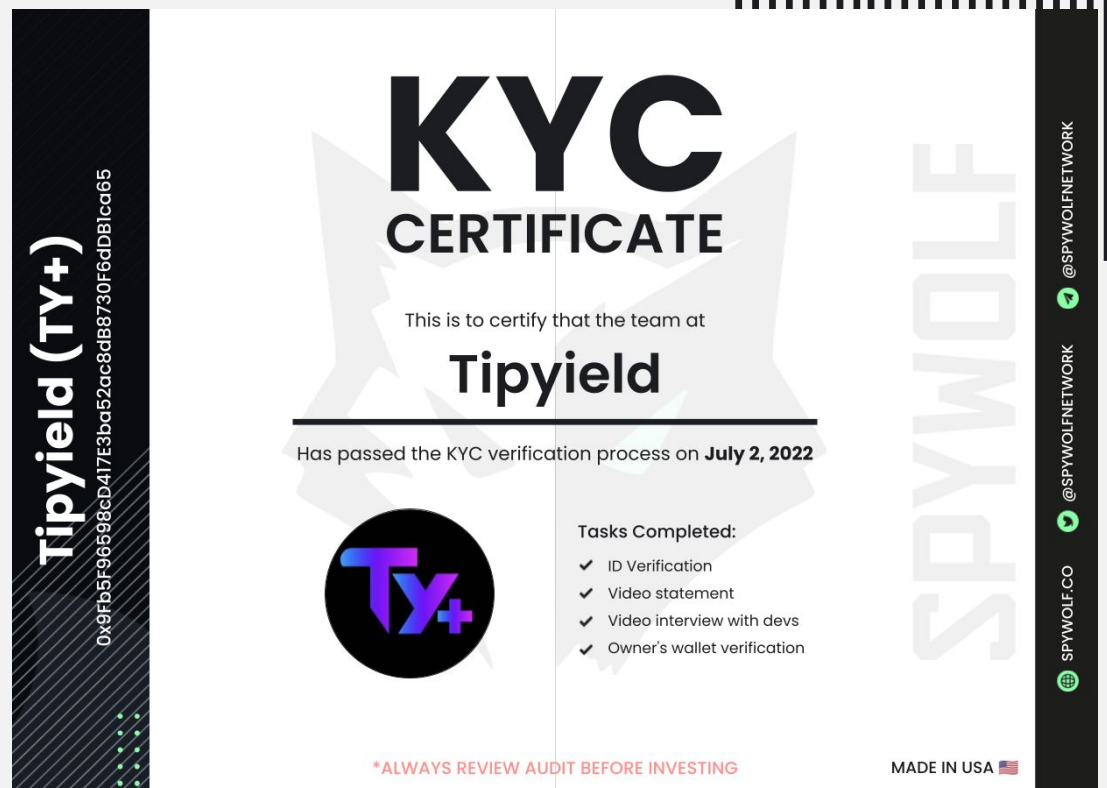 Tipyield (TY+)
0x9Fb5F96598cD417E3ba52ac8dB8730F6dDB1ca65
KYC
CERTIFICATE
This is to certify that the team at
Tipyield
Has passed the KYC verification process on July 2, 2022
Ty+
Tasks Completed:
ID Verification
Video statement
Video interview with devs
Owner's wallet verification
*ALWAYS REVIEW AUDIT BEFORE INVESTING
MADE IN USA 🇺🇸
SPYWOLF
@SPYWOLFNETWORK
@SPYWOLFNETWORK
SPYWOLF.CO